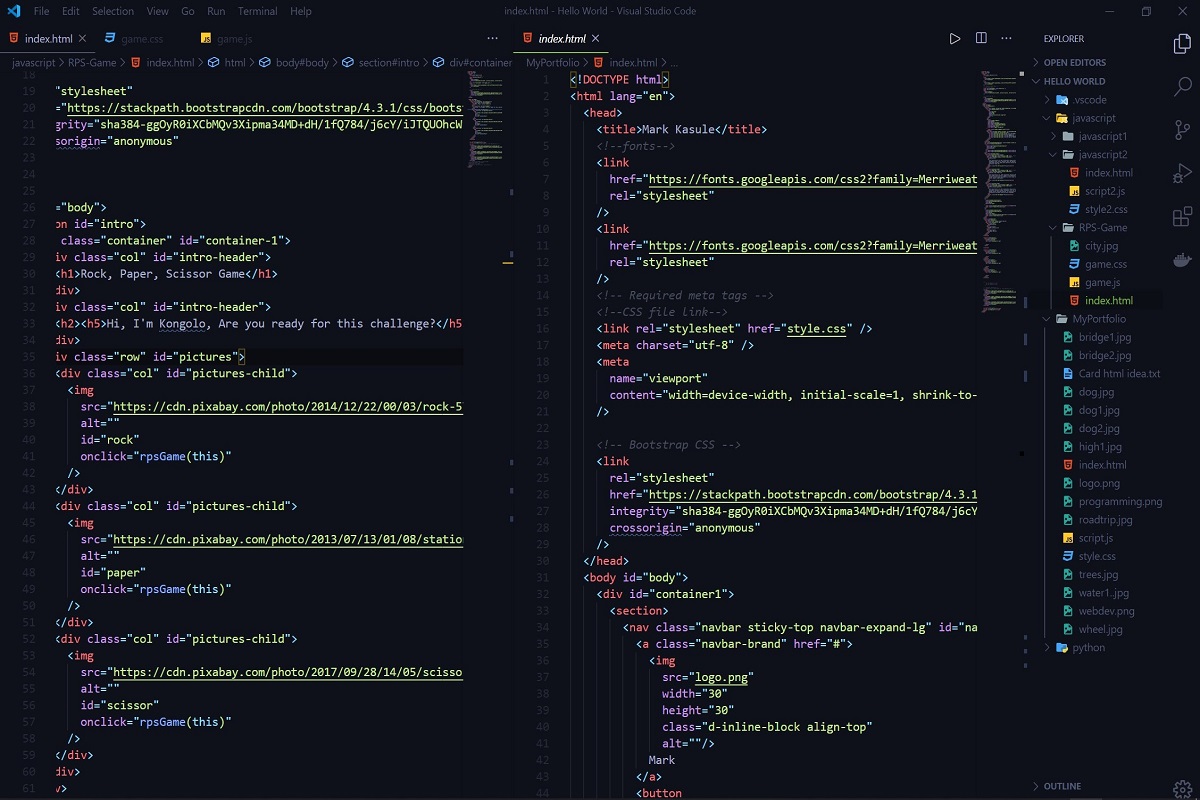 File Edit Selection View Go Run Terminal Help
index.html - Hello World - Visual Studio Code
index.html
game.css
game.js
javascript > RPS-Game > index.html > html > body#body > section#intro > div#container
18
19 "stylesheet"
20 ="https://stackpath.bootstrapcdn.com/bootstrap/4.3.1/css/boots
21 grity="sha384-ggOyR0iXCbMQv3Xipma34MD+dH/1fQ784/j6cY/iJTQUOhcW
22 sorigin="anonymous"
23
24
25
26 ="body">
27 on id="intro">
28 class="container" id="container-1">
29 iv class="col" id="intro-header">
30 <h1>Rock, Paper, Scissor Game</h1>
31 div>
32 iv class="col" id="intro-header">
33 <h2><h5>Hi, I'm Kongolo, Are you ready for this challenge?</h5
34 div>
35 iv class="row" id="pictures">
36 <div class="col" id="pictures-child">
37 <img
38 src="https://cdn.pixabay.com/photo/2014/12/22/00/03/rock-5
39 alt=""
40 id="rock"
41 onclick="rpsGame(this)"
42 />
43 </div>
44 <div class="col" id="pictures-child">
45 <img
46 src="https://cdn.pixabay.com/photo/2013/07/13/01/08/statio
47 alt=""
48 id="paper"
49 onclick="rpsGame(this)"
50 />
51 </div>
52 <div class="col" id="pictures-child">
53 <img
54 src="https://cdn.pixabay.com/photo/2017/09/28/14/05/scisso
55 alt=""
56 id="scissor"
57 onclick="rpsGame(this)"
58 />
59 </div>
60 div>
61 v>
index.html
MyPortfolio > index.html > ...
1 <!DOCTYPE html>
2 <html lang="en">
3 <head>
4 <title>Mark Kasule</title>
5 <!--fonts-->
6 <link
7 href="https://fonts.googleapis.com/css2?family=Merriweat
8 rel="stylesheet"
9 />
10 <link
11 href="https://fonts.googleapis.com/css2?family=Merriweat
12 rel="stylesheet"
13 />
14 <!-- Required meta tags -->
15 <!--CSS file link-->
16 <link rel="stylesheet" href="style.css" />
17 <meta charset="utf-8" />
18 <meta
19 name="viewport"
20 content="width=device-width, initial-scale=1, shrink-to-
21 />
22
23 <!-- Bootstrap CSS -->
24 <link
25 rel="stylesheet"
26 href="https://stackpath.bootstrapcdn.com/bootstrap/4.3.1
27 integrity="sha384-ggOyR0iXCbMQv3Xipma34MD+dH/1fQ784/j6cY
28 crossorigin="anonymous"
29 />
30 </head>
31 <body id="body">
32 <div id="container1">
33 <section>
34 <nav class="navbar sticky-top navbar-expand-lg" id="na
35 <a class="navbar-brand" href="#">
36 <img
37 src="logo.png"
38 width="30"
39 height="30"
40 class="d-inline-block align-top"
41 alt=""/>
42 Mark
43 </a>
44 <button
EXPLORER
OPEN EDITORS
HELLO WORLD
.vscode
javascript
javascript1
javascript2
index.html
script2.js
style2.css
RPS-Game
city.jpg
game.css
game.js
index.html
MyPortfolio
bridge1.jpg
bridge2.jpg
Card html idea.txt
dog.jpg
dog1.jpg
dog2.jpg
high1.jpg
index.html
logo.png
programming.png
roadtrip.jpg
script.js
style.css
trees.jpg
water1..jpg
webdev.png
wheel.jpg
python
OUTLINE